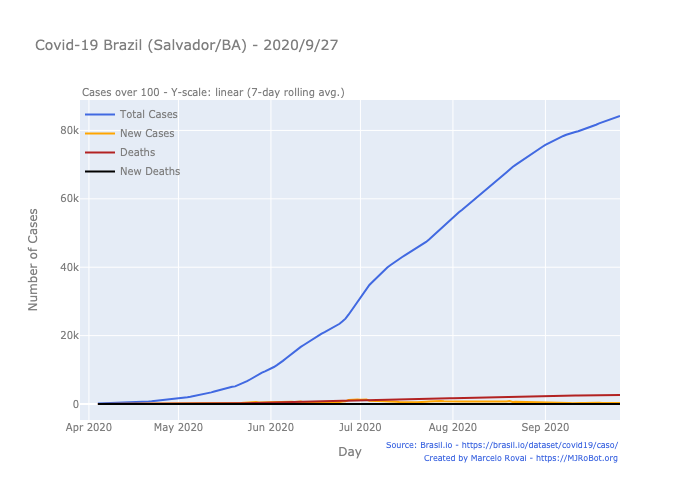 Covid-19 Brazil (Salvador/BA) - 2020/9/27
Cases over 100 - Y-scale: linear (7-day rolling avg.)
Total Cases
New Cases
Deaths
New Deaths
80k
60k
40k
20k
0
Number of Cases
Apr 2020
May 2020
Jun 2020
Jul 2020
Aug 2020
Sep 2020
Day
Source: Brasil.io - https://brasil.io/dataset/covid19/caso/
Created by Marcelo Rovai - https://MJRoBot.org